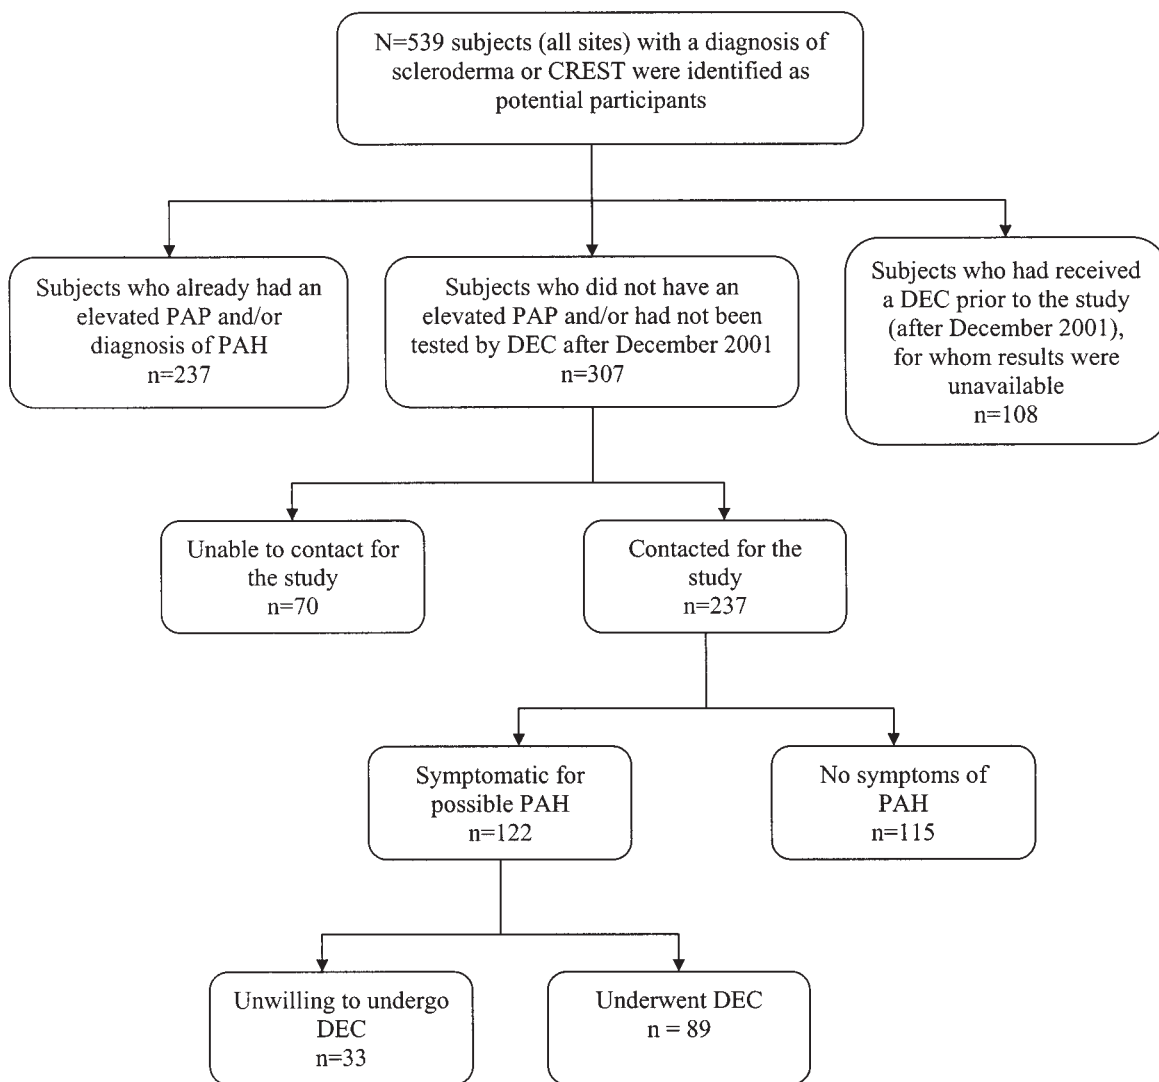 N=539 subjects (all sites) with a diagnosis of
scleroderma or CREST were identified as
potential participants
Subjects who already had an
elevated PAP and/or
diagnosis of PAH
n=237
Subjects who did not have an
elevated PAP and/or had not been
tested by DEC after December 2001
n=307
Subjects who had received
a DEC prior to the study
(after December 2001),
for whom results were
unavailable
n=108
Unable to contact for
the study
n=70
Contacted for the
study
n=237
Symptomatic for
possible PAH
n=122
No symptoms of
PAH
n=115
Unwilling to undergo
DEC
n=33
Underwent DEC
n = 89